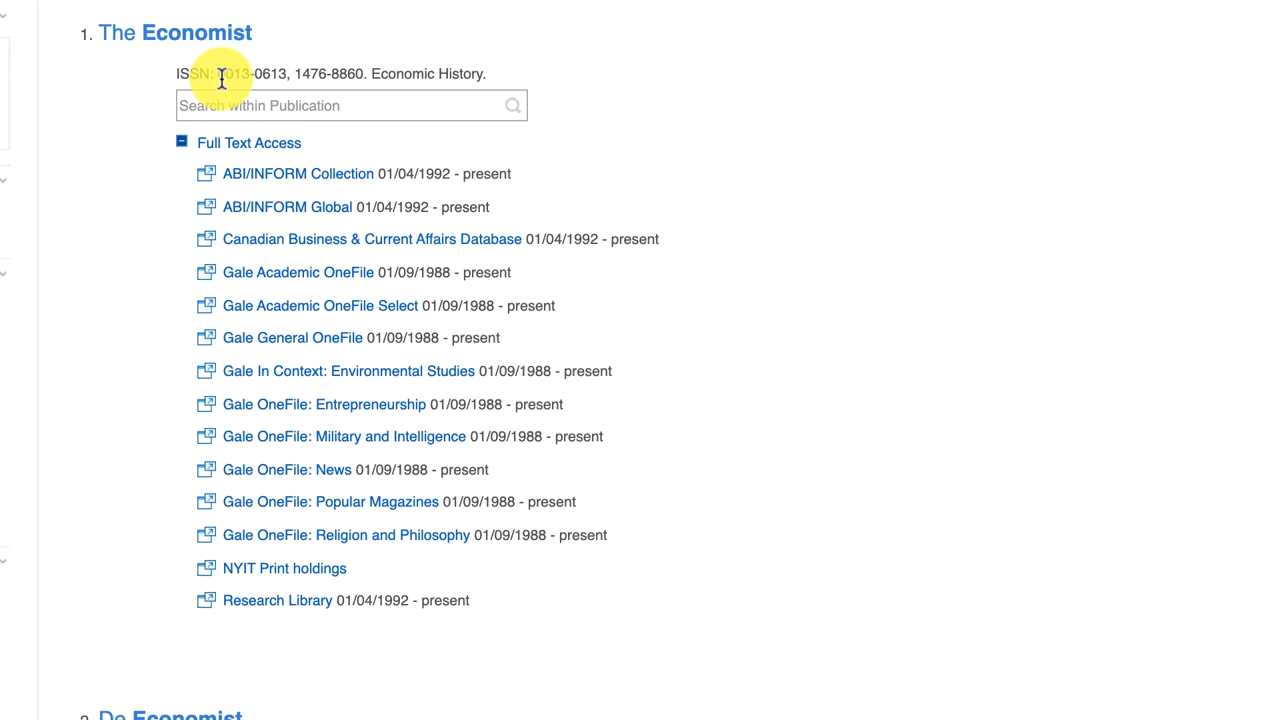 1. The Economist
ISSN: 0013-0613, 1476-8860. Economic History.
Search within Publication
Full Text Access
ABI/INFORM Collection 01/04/1992 - present
ABI/INFORM Global 01/04/1992 - present
Canadian Business & Current Affairs Database 01/04/1992 - present
Gale Academic OneFile 01/09/1988 - present
Gale Academic OneFile Select 01/09/1988 - present
Gale General OneFile 01/09/1988 - present
Gale In Context: Environmental Studies 01/09/1988 - present
Gale OneFile: Entrepreneurship 01/09/1988 - present
Gale OneFile: Military and Intelligence 01/09/1988 - present
Gale OneFile: News 01/09/1988 - present
Gale OneFile: Popular Magazines 01/09/1988 - present
Gale OneFile: Religion and Philosophy 01/09/1988 - present
NYIT Print holdings
Research Library 01/04/1992 - present
2. De Economist